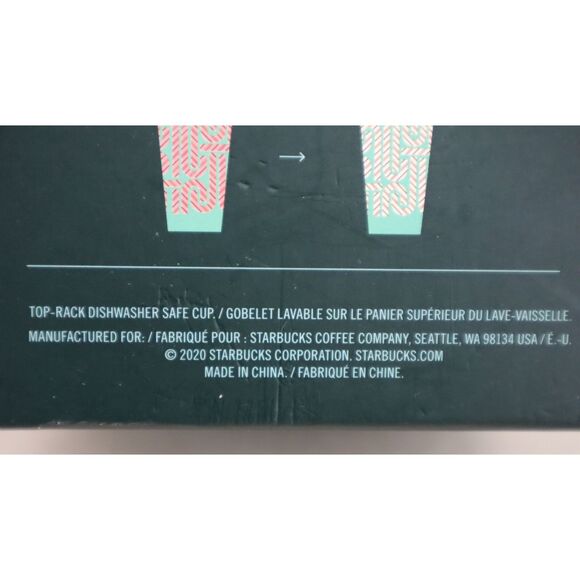 TOP-RACK DISHWASHER SAFE CUP. / GOBELET LAVABLE SUR LE PANIER SUPÉRIEUR DU LAVE-VAISSELLE.
MANUFACTURED FOR: / FABRIQUÉ POUR : STARBUCKS COFFEE COMPANY, SEATTLE, WA 98134 USA / É.-U.
© 2020 STARBUCKS CORPORATION. STARBUCKS.COM
MADE IN CHINA. / FABRIQUÉ EN CHINE.